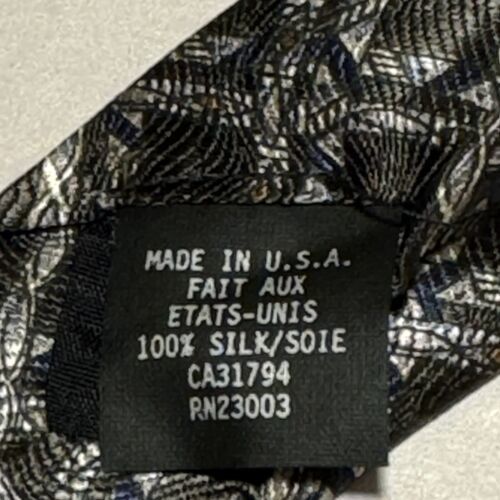 MADE IN U.S.A.
FAIT AUX
ETATS-UNIS
100% SILK/SOIE
CA31794
RN23003